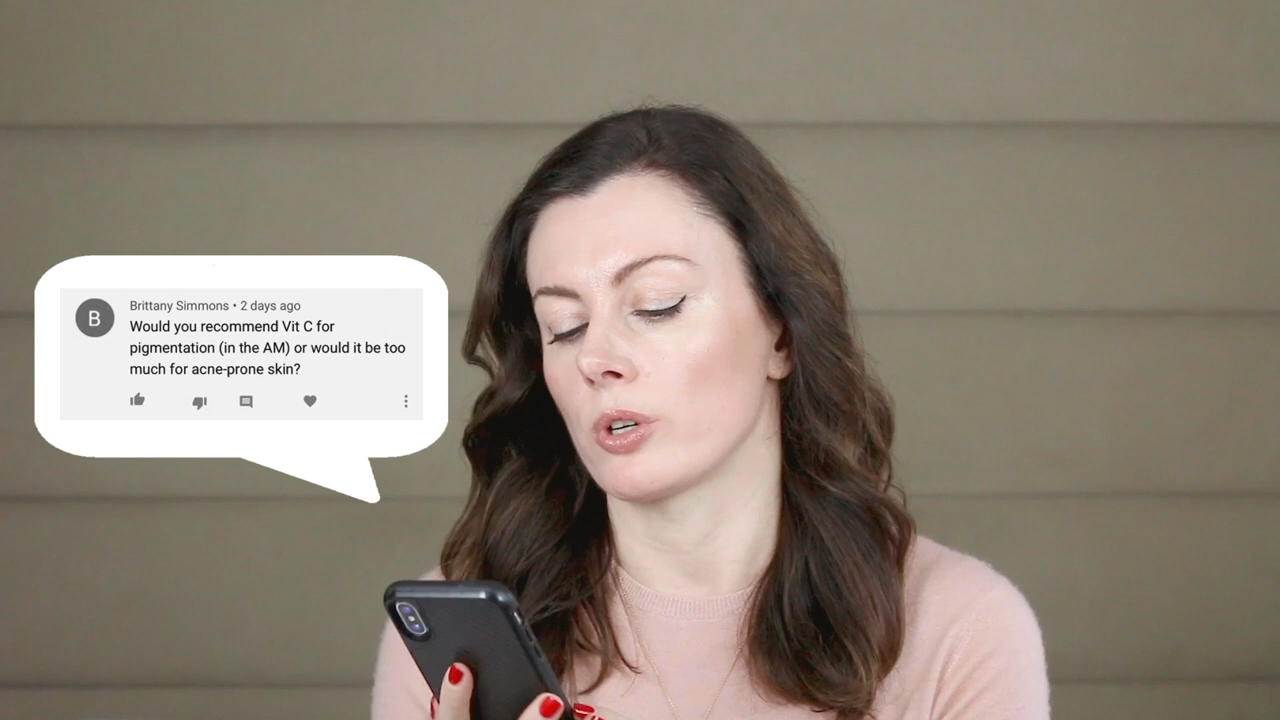 B
Brittany Simmons • 2 days ago
Would you recommend Vit C for
pigmentation (in the AM) or would it be too
much for acne-prone skin?